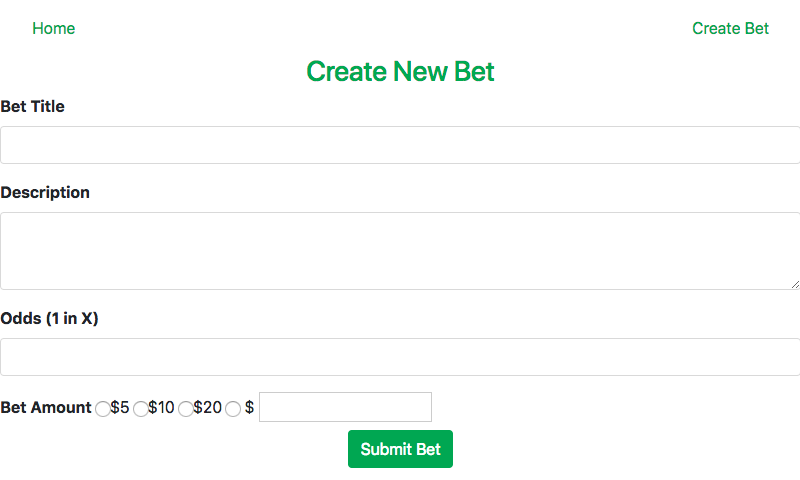 Home Create Bet
Create New Bet
Bet Title
Description
Odds (1 in X)
Bet Amount $5 $10 $20 $
Submit Bet